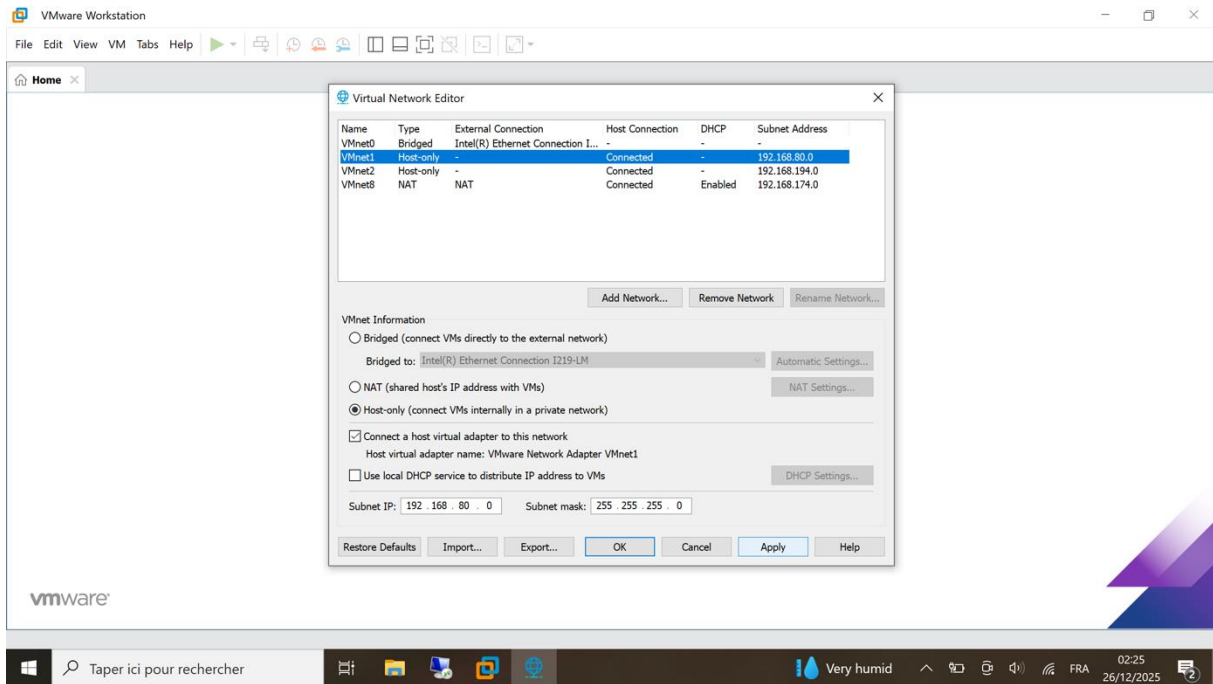 VMware Workstation
File Edit View VM Tabs Help
Home
Virtual Network Editor
Name Type External Connection Host Connection DHCP Subnet Address
VMnet0 Bridged Intel(R) Ethernet Connection I... - - -
VMnet1 Host-only - Connected - 192.168.80.0
VMnet2 Host-only - Connected - 192.168.194.0
VMnet8 NAT NAT Connected Enabled 192.168.174.0
Add Network... Remove Network Rename Network...
VMnet Information
Bridged (connect VMs directly to the external network)
Bridged to: Intel(R) Ethernet Connection I219-LM Automatic Settings...
NAT (shared host's IP address with VMs) NAT Settings...
Host-only (connect VMs internally in a private network)
Connect a host virtual adapter to this network
Host virtual adapter name: VMware Network Adapter VMnet1
Use local DHCP service to distribute IP address to VMs DHCP Settings...
Subnet IP: 192 . 168 . 80 . 0 Subnet mask: 255 . 255 . 255 . 0
Restore Defaults Import... Export... OK Cancel Apply Help
vmware
Taper ici pour rechercher Very humid FRA 02:25
26/12/2025 2